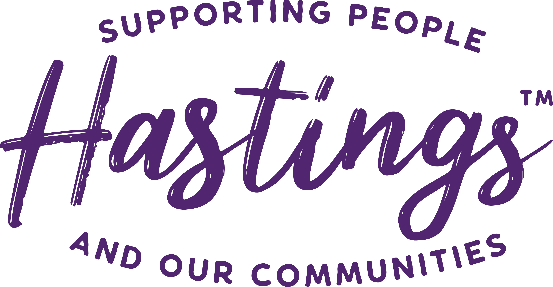 SUPPORTING PEOPLE
Hastings™
AND OUR COMMUNITIES